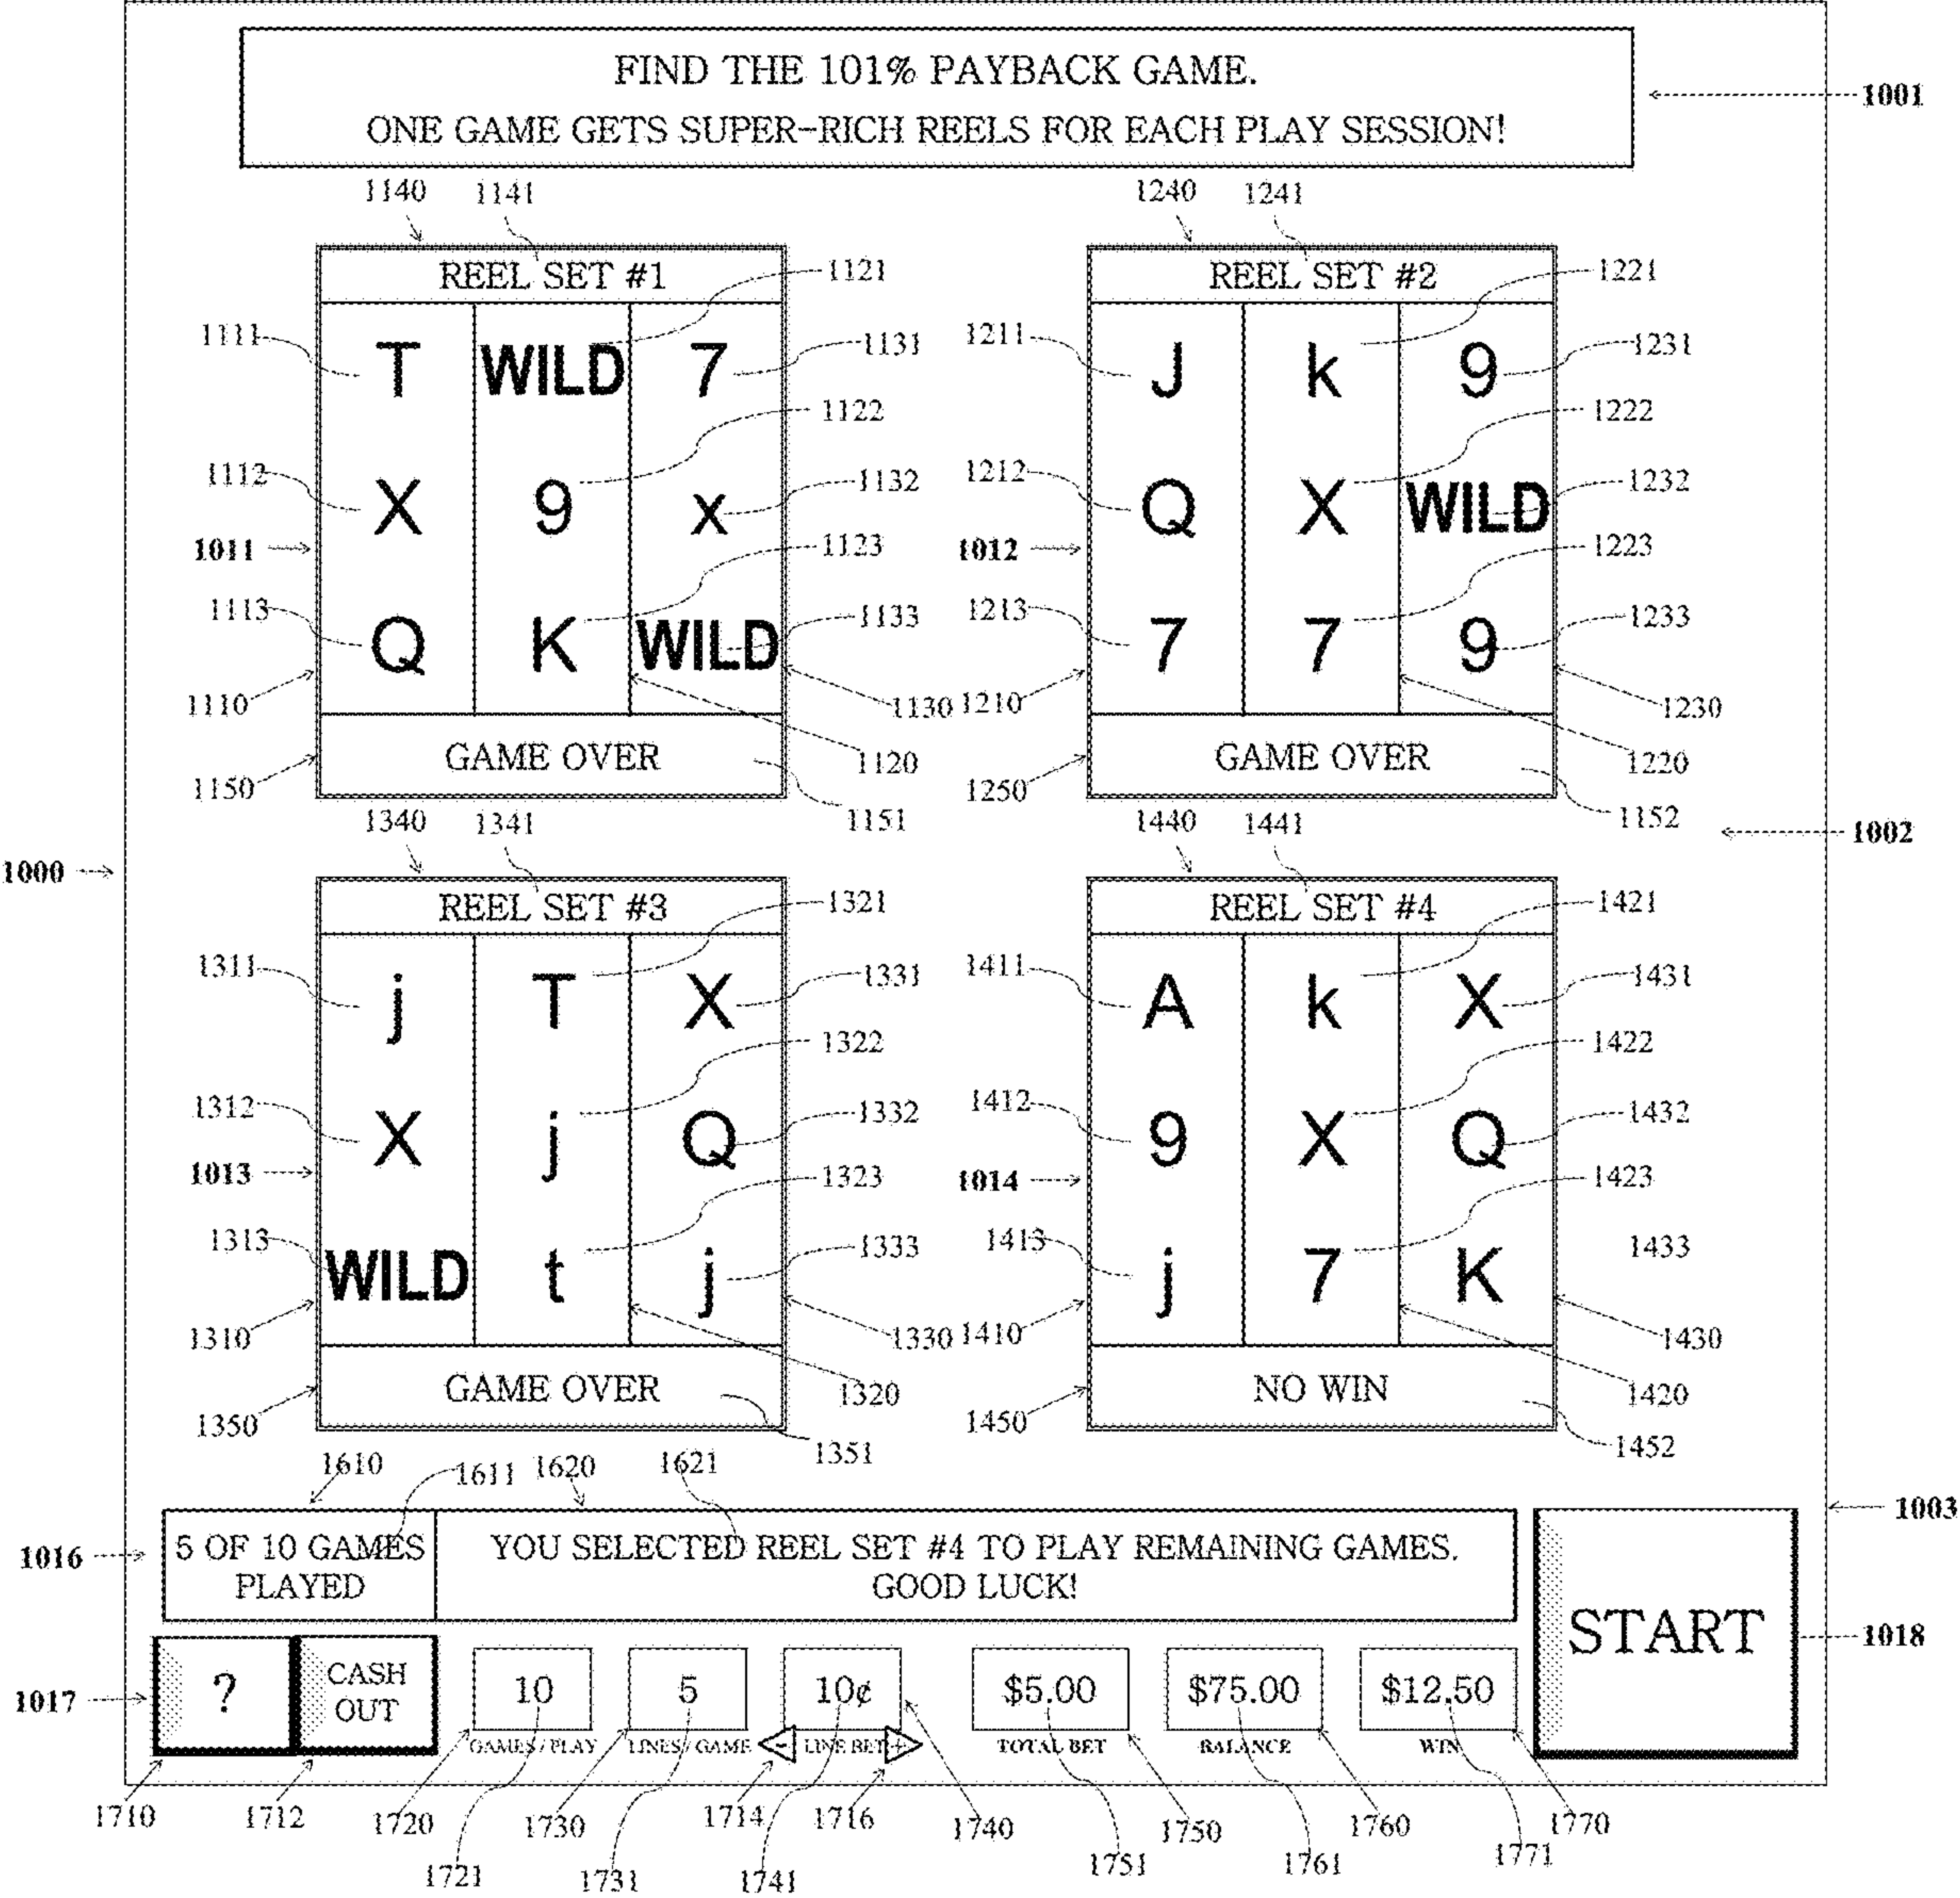 FIND THE 101% PAYBACK GAME.
1001
ONE GAME GETS SUPER-RICH REELS FOR EACH PLAY SESSION!
1140 1141 1240 1241
REEL SET #1 1121 REEL SET #2 1221
1111 T WILD 7 1131 1211 J k 9 1231
1122 1222
1112 X 9 x 1132 1212 Q X WILD 1232
1011 1123 1012 1223
1113 Q K WILD 1133 1213 7 7 9 1233
1110 1130 1210 1230
1150 GAME OVER 1120 1250 GAME OVER 1220
1340 1341 1151 1440 1441 1152
1002
1000
REEL SET #3 1321 REEL SET #4 1421
1311 j T X 1331 1411 A k X 1431
1322 1422
1312 X j Q 1332 1412 9 X Q 1432
1013 1323 1014 1423
1313 WILD t j 1333 1413 j 7 K 1433
1310 1330 1410 1430
1350 GAME OVER 1320 1450 NO WIN 1420
1351 1452
1610 1611 1620 1621
1003
1016 5 OF 10 GAMES PLAYED
YOU SELECTED REEL SET #4 TO PLAY REMAINING GAMES.
GOOD LUCK!
START 1018
1017 ? CASH OUT 10 5 10¢ $5.00 $75.00 $12.50
GAMES / PLAY LINES / GAME - LINE BET + TOTAL BET BALANCE WIN
1710 1712 1720 1730 1714 1716 1740 1750 1760 1770
1721 1731 1741 1751 1761 1771